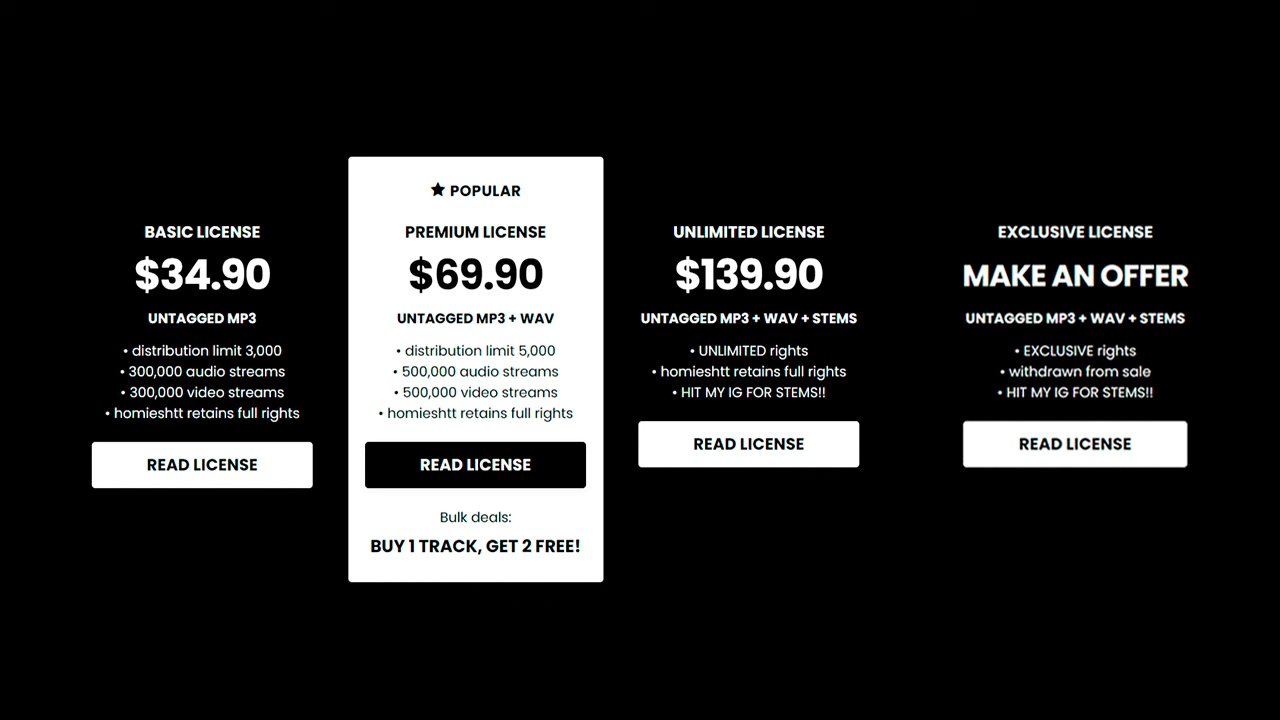 BASIC LICENSE
$34.90
UNTAGGED MP3
• distribution limit 3,000
• 300,000 audio streams
• 300,000 video streams
• homieshtt retains full rights
READ LICENSE
★ POPULAR
PREMIUM LICENSE
$69.90
UNTAGGED MP3 + WAV
• distribution limit 5,000
• 500,000 audio streams
• 500,000 video streams
• homieshtt retains full rights
READ LICENSE
Bulk deals:
BUY 1 TRACK, GET 2 FREE!
UNLIMITED LICENSE
$139.90
UNTAGGED MP3 + WAV + STEMS
• UNLIMITED rights
• homieshtt retains full rights
• HIT MY IG FOR STEMS!!
READ LICENSE
EXCLUSIVE LICENSE
MAKE AN OFFER
UNTAGGED MP3 + WAV + STEMS
• EXCLUSIVE rights
• withdrawn from sale
• HIT MY IG FOR STEMS!!
READ LICENSE